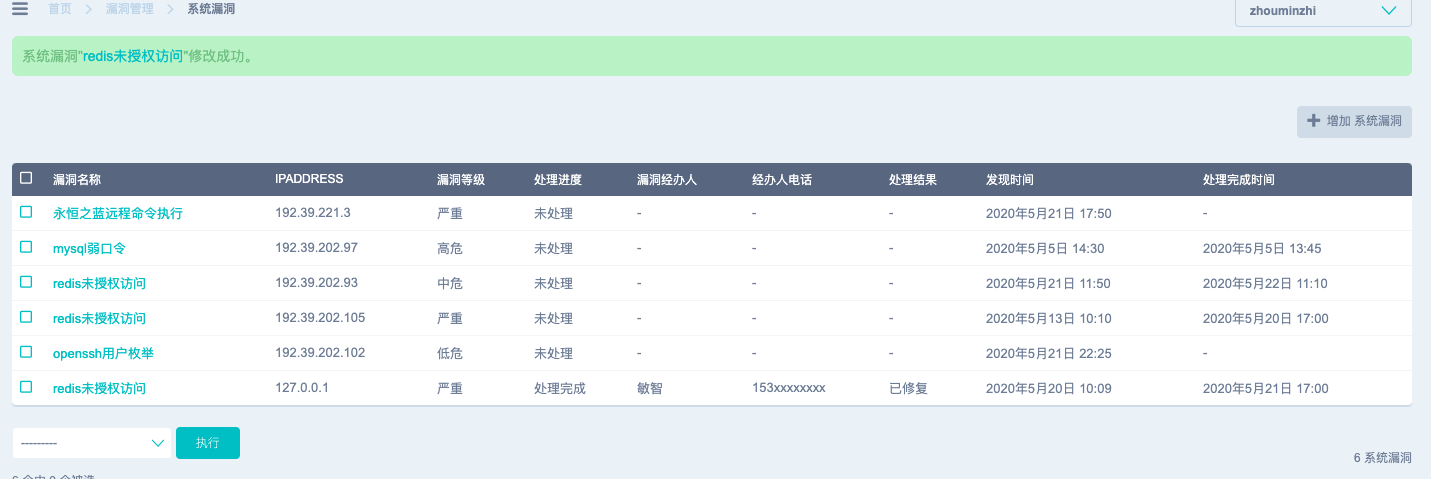 首页 漏洞管理 系统漏洞
zhouminzhi
系统漏洞"redis未授权访问"修改成功。
增加 系统漏洞
漏洞名称 IPADDRESS 漏洞等级 处理进度 漏洞经办人 经办人电话 处理结果 发现时间 处理完成时间
永恒之蓝远程命令执行 192.39.221.3 严重 未处理 - - - 2020年5月21日 17:50 -
mysql弱口令 192.39.202.97 高危 未处理 - - - 2020年5月5日 14:30 2020年5月5日 13:45
redis未授权访问 192.39.202.93 中危 未处理 - - - 2020年5月21日 11:50 2020年5月22日 11:10
redis未授权访问 192.39.202.105 严重 未处理 - - - 2020年5月13日 10:10 2020年5月20日 17:00
openssh用户枚举 192.39.202.102 低危 未处理 - - - 2020年5月21日 22:25 -
redis未授权访问 127.0.0.1 严重 处理完成 敏智 153xxxxxxxx 已修复 2020年5月20日 10:09 2020年5月21日 17:00
--------- 执行
6 系统漏洞